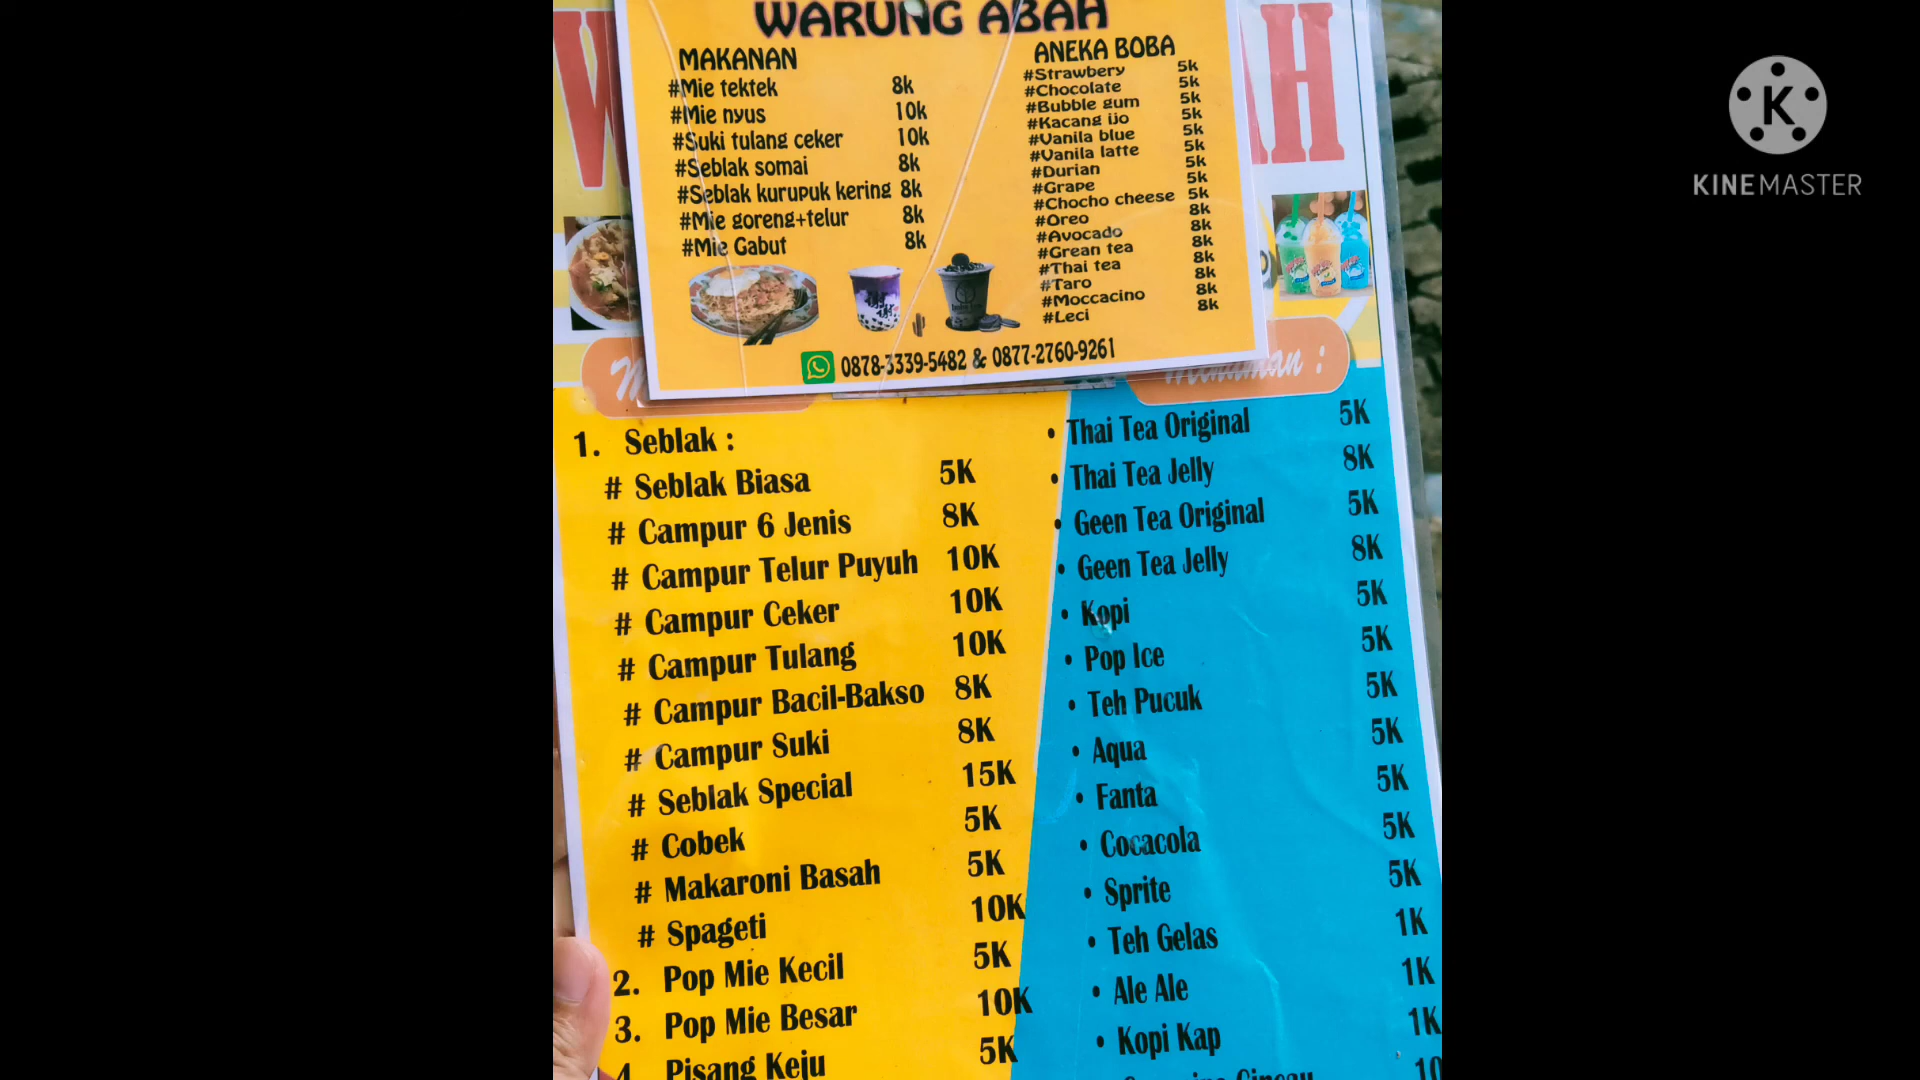 WARUNG ABAH
MAKANAN
#Mie tektek 8k
#Mie nyus 10k
#Suki tulang ceker 10k
#Seblak somai 8k
#Seblak kurupuk kering 8k
#Mie goreng+telur 8k
#Mie Gabut 8k
ANEKA BOBA
#Strawbery 5k
#Chocolate 5k
#Bubble gum 5k
#Kacang ijo 5k
#Vanila blue 5k
#Vanila latte 5k
#Durian 5k
#Grape 5k
#Chocho cheese 5k
#Oreo 8k
#Avocado 8k
#Grean tea 8k
#Thai tea 8k
#Taro 8k
#Moccacino 8k
#Leci 8k
0878-3339-5482 & 0877-2760-9261
1. Seblak :
# Seblak Biasa 5K
# Campur 6 Jenis 8K
# Campur Telur Puyuh 10K
# Campur Ceker 10K
# Campur Tulang 10K
# Campur Bacil-Bakso 8K
# Campur Suki 8K
# Seblak Special 15K
# Cobek 5K
# Makaroni Basah 5K
# Spageti 10K
2. Pop Mie Kecil 5K
3. Pop Mie Besar 10K
4. Pisang Keju 5K
• Thai Tea Original 5K
• Thai Tea Jelly 8K
• Geen Tea Original 5K
• Geen Tea Jelly 8K
• Kopi 5K
• Pop Ice 5K
• Teh Pucuk 5K
• Aqua 5K
• Fanta 5K
• Cocacola 5K
• Sprite 5K
• Teh Gelas 1K
• Ale Ale 1K
• Kopi Kap 1K
KINEMASTER